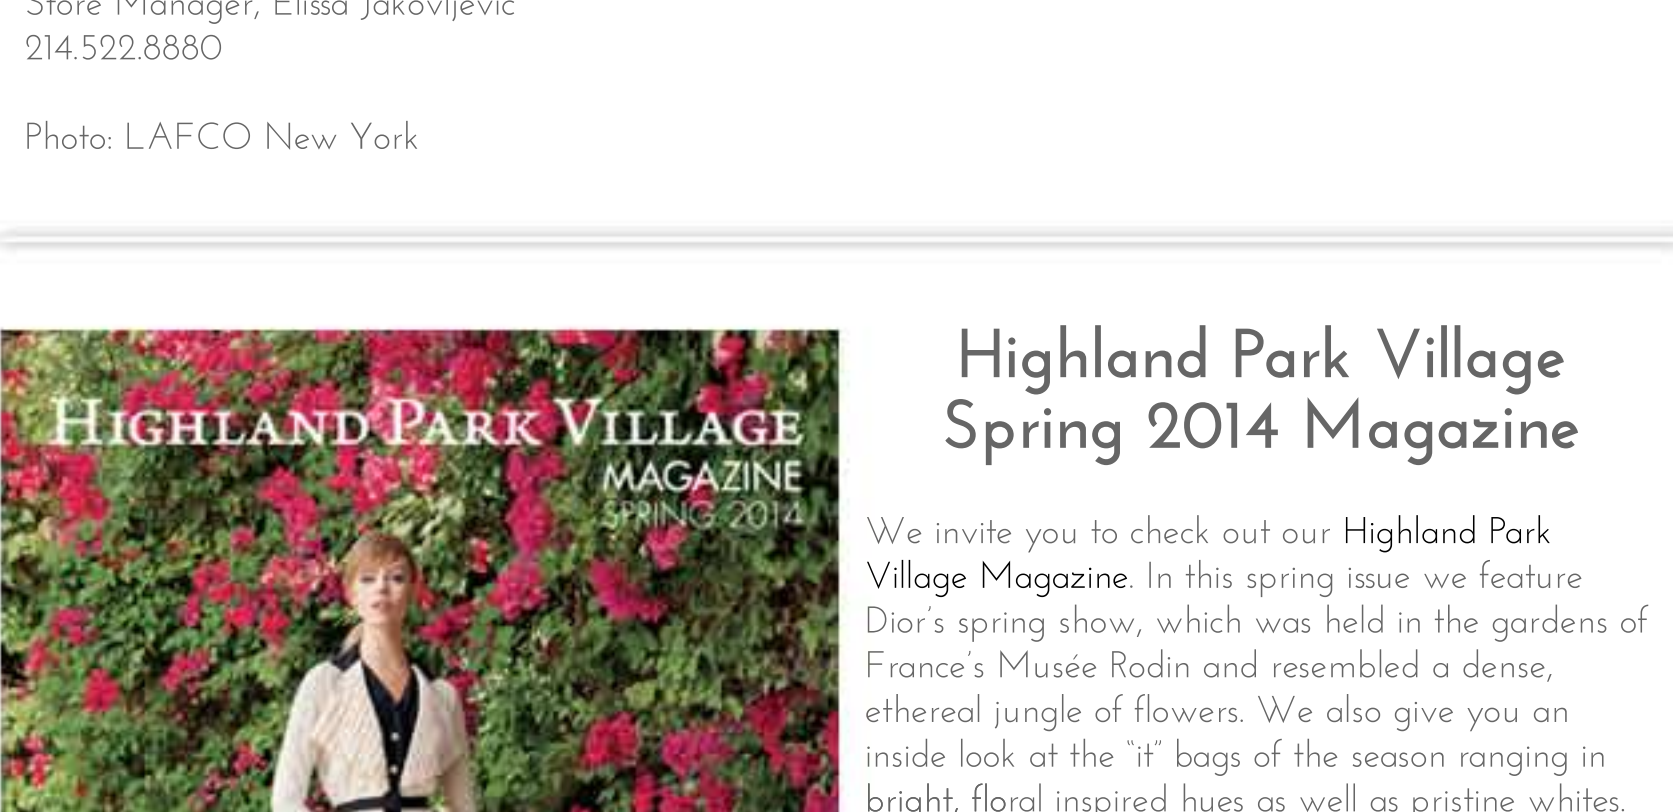 Store Manager, Elissa Jakovljevic
214.522.8880
Photo: LAFCO New York
HIGHLAND PARK VILLAGE
MAGAZINE
SPRING 2014
Highland Park Village
Spring 2014 Magazine
We invite you to check out our Highland Park
Village Magazine. In this spring issue we feature
Dior's spring show, which was held in the gardens of
France's Musée Rodin and resembled a dense,
ethereal jungle of flowers. We also give you an
inside look at the “it” bags of the season ranging in
bright, floral inspired hues as well as pristine whites.